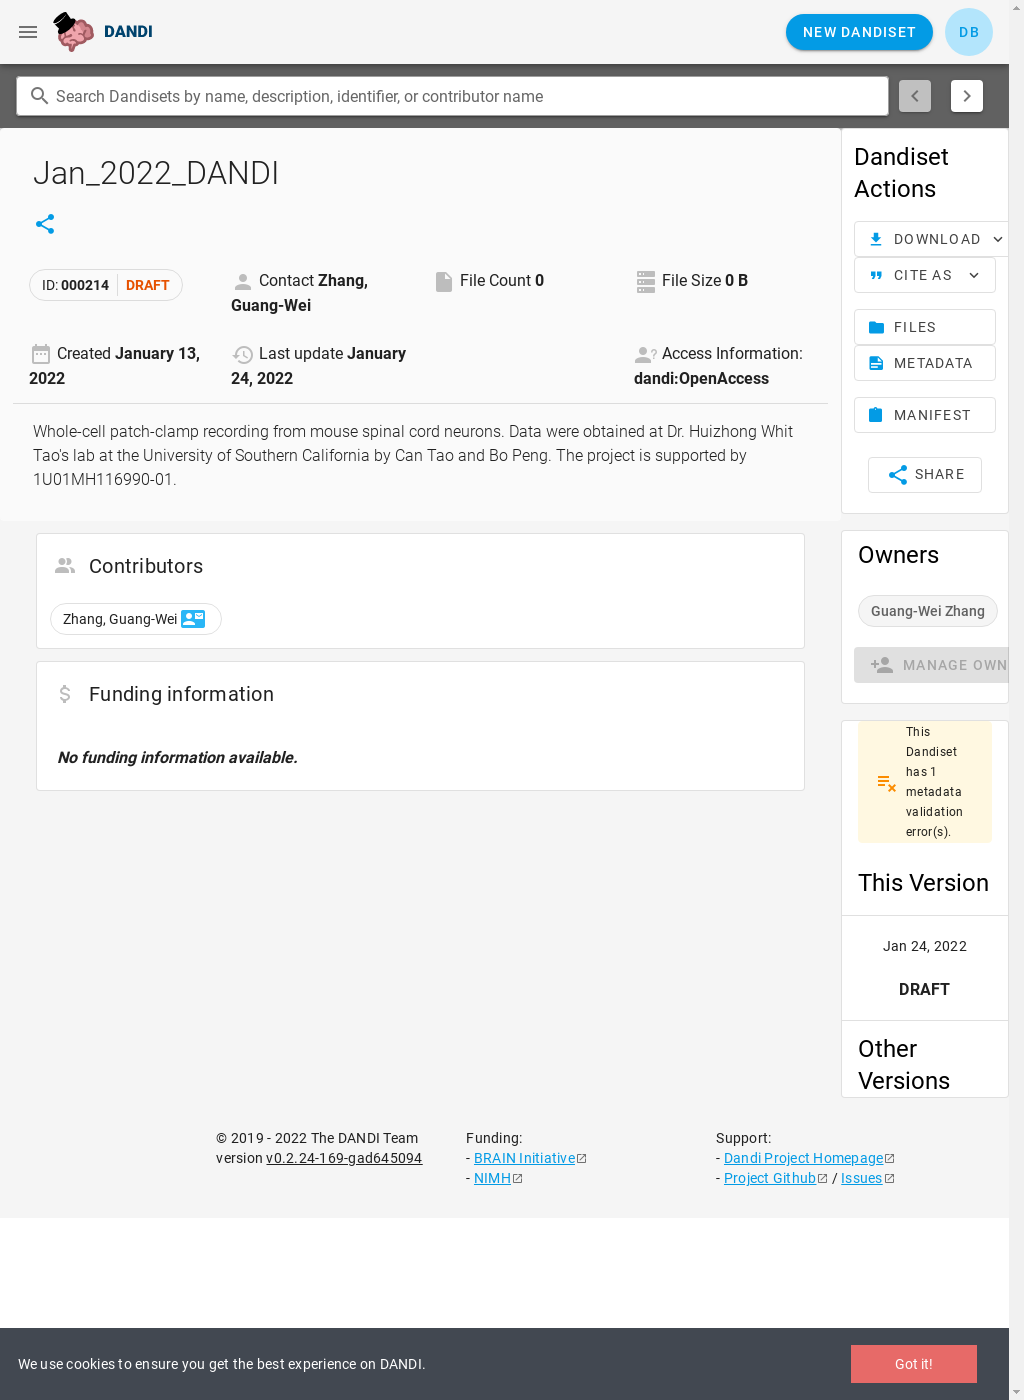 DANDI
NEW DANDISET
DB
Search Dandisets by name, description, identifier, or contributor name
Jan_2022_DANDI
ID: 000214 DRAFT
Contact Zhang,
Guang-Wei
File Count 0
File Size 0 B
Created January 13,
2022
Last update January
24, 2022
Access Information:
dandi:OpenAccess
Whole-cell patch-clamp recording from mouse spinal cord neurons. Data were obtained at Dr. Huizhong Whit
Tao's lab at the University of Southern California by Can Tao and Bo Peng. The project is supported by
1U01MH116990-01.
Contributors
Zhang, Guang-Wei
Funding information
No funding information available.
Dandiset
Actions
DOWNLOAD
CITE AS
FILES
METADATA
MANIFEST
SHARE
Owners
Guang-Wei Zhang
MANAGE OWN
This
Dandiset
has 1
metadata
validation
error(s).
This Version
Jan 24, 2022
DRAFT
Other
Versions
© 2019 - 2022 The DANDI Team
version v0.2.24-169-gad645094
Funding:
- BRAIN Initiative
- NIMH
Support:
- Dandi Project Homepage
- Project Github / Issues
We use cookies to ensure you get the best experience on DANDI.
Got it!